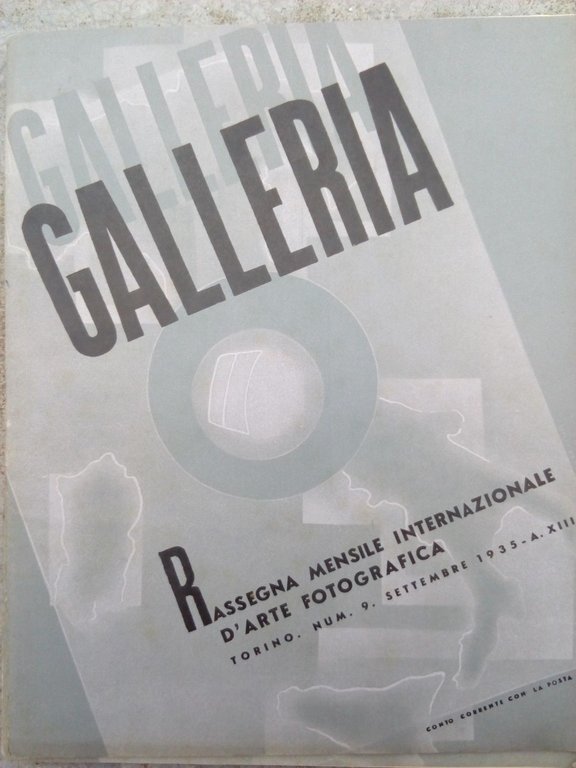 GALLERIA
GALLERIA
RASSEGNA MENSILE INTERNAZIONALE
D'ARTE FOTOGRAFICA
TORINO. NUM. 9. SETTEMBRE 1935-A. XIII
CONTO CORRENTE CON LA POSTA